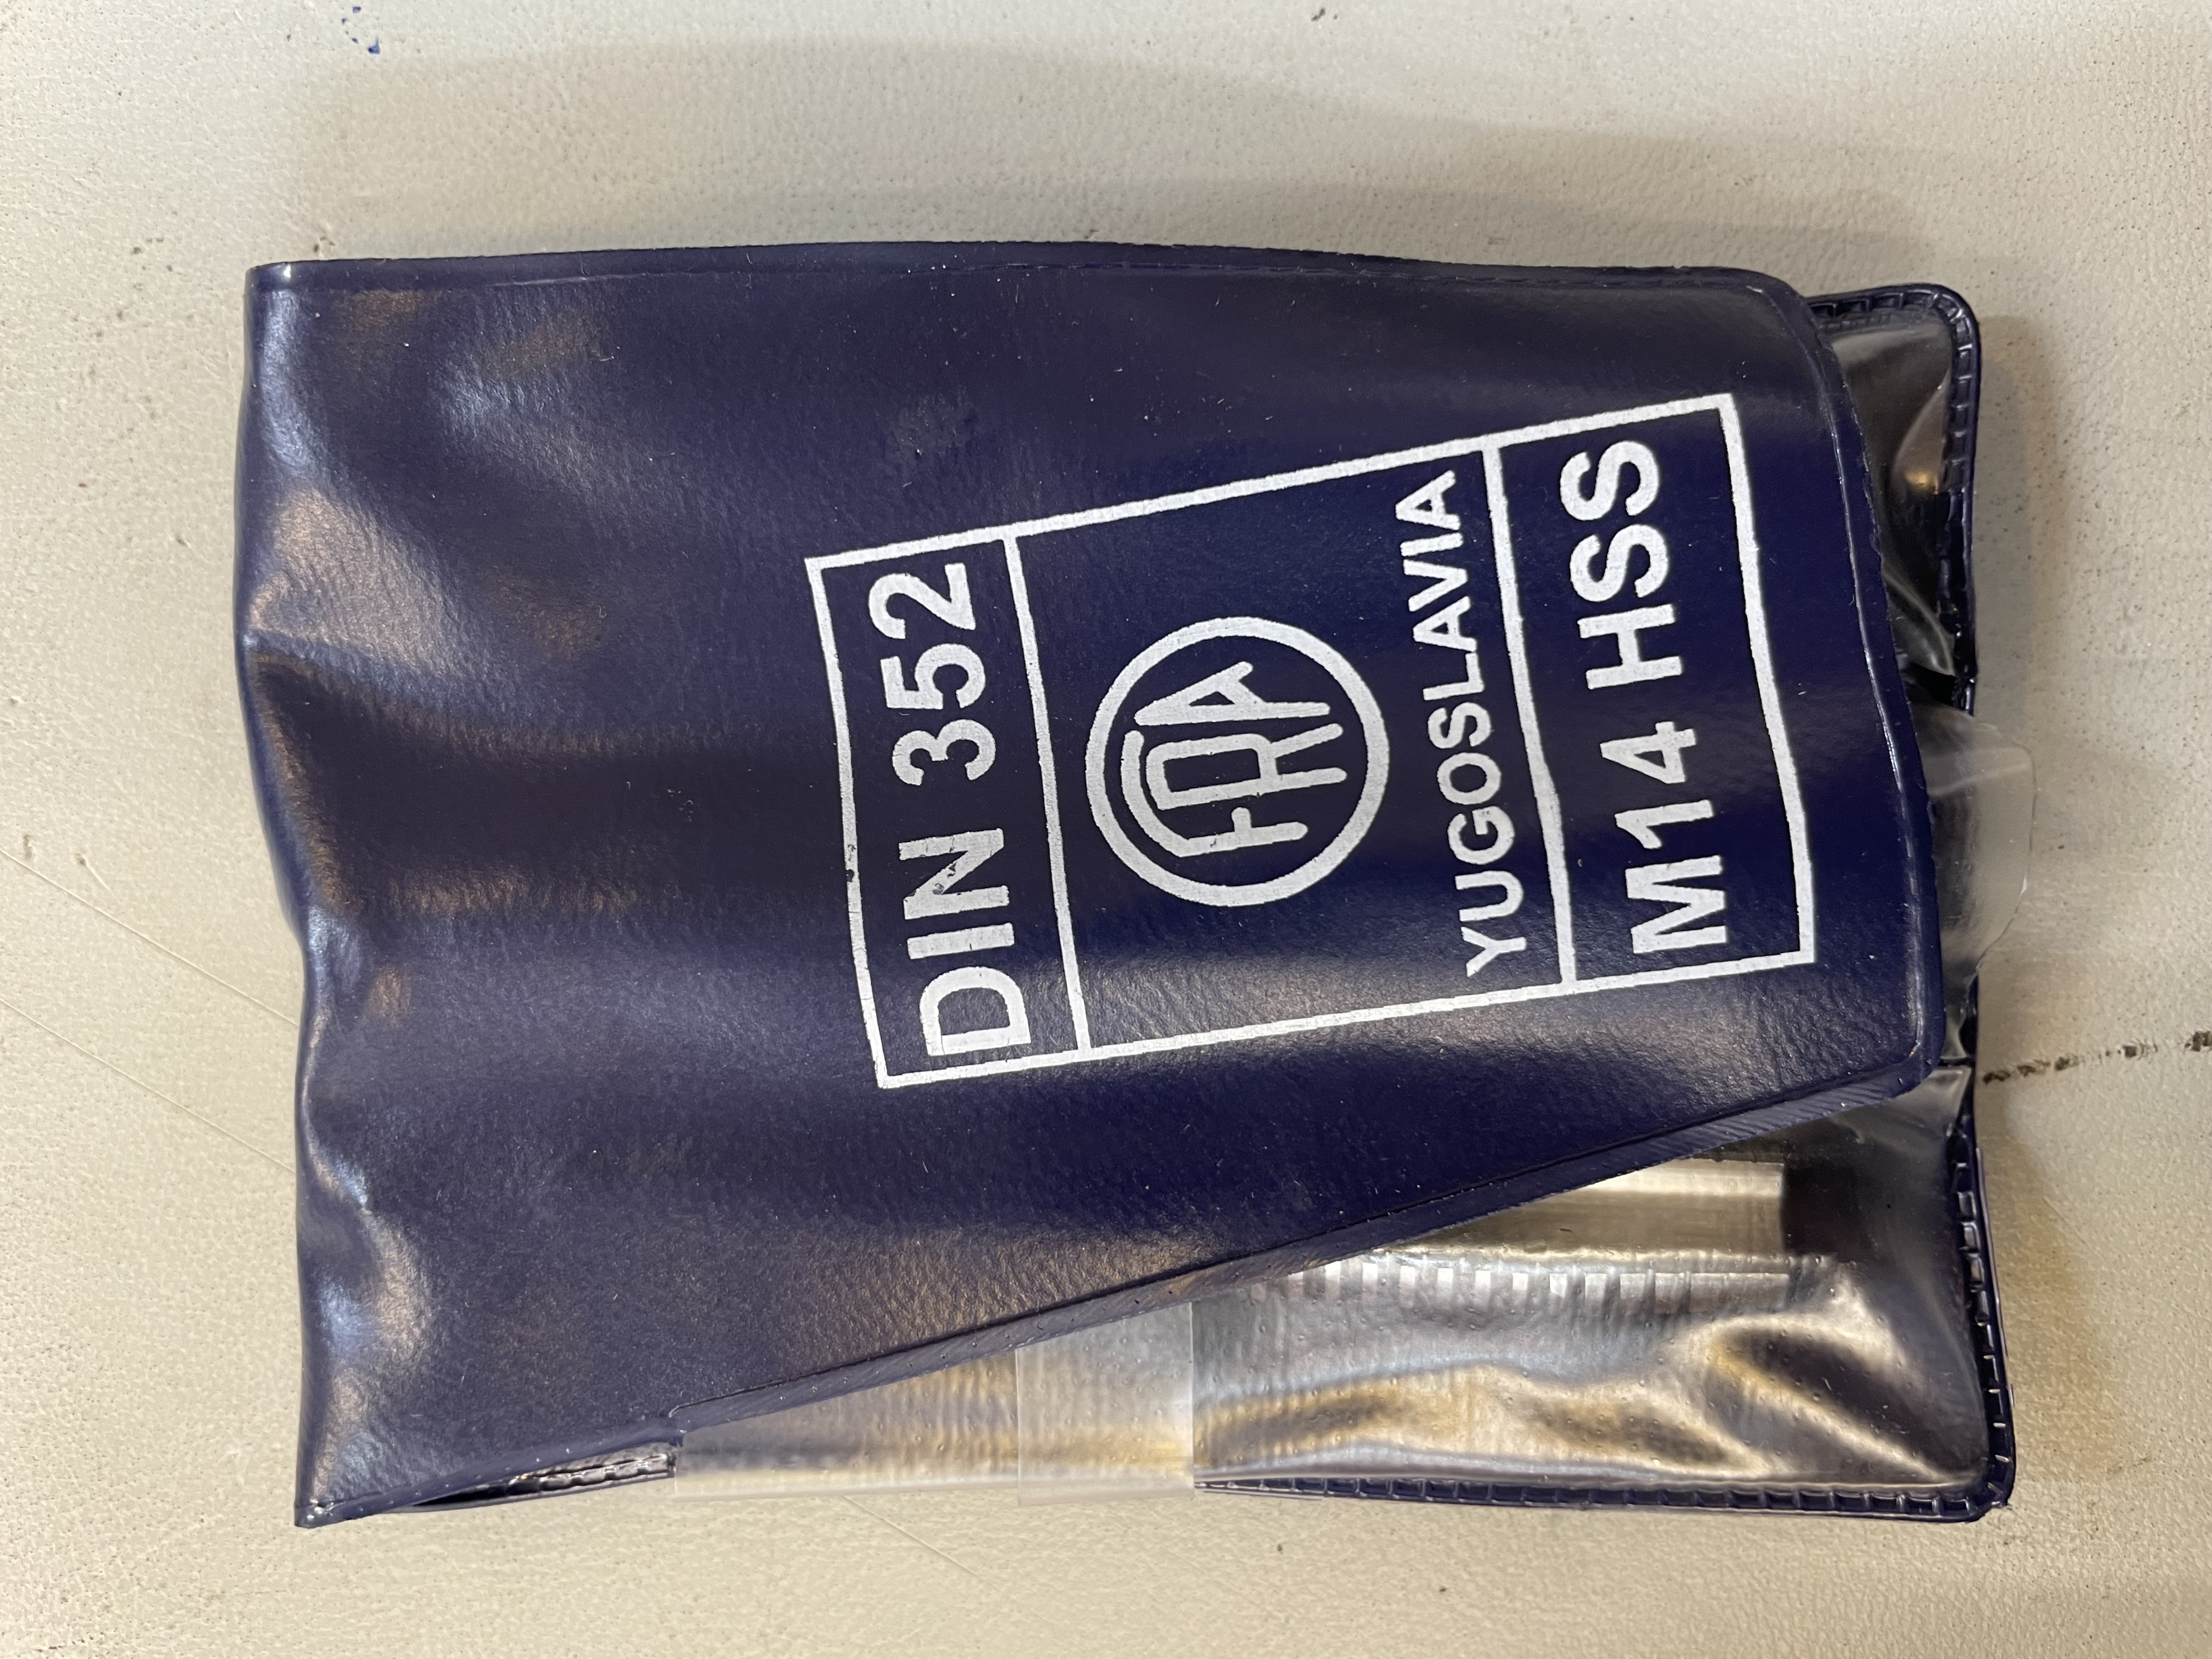 DIN 352
FRA
YUGOSLAVIA
M14 HSS